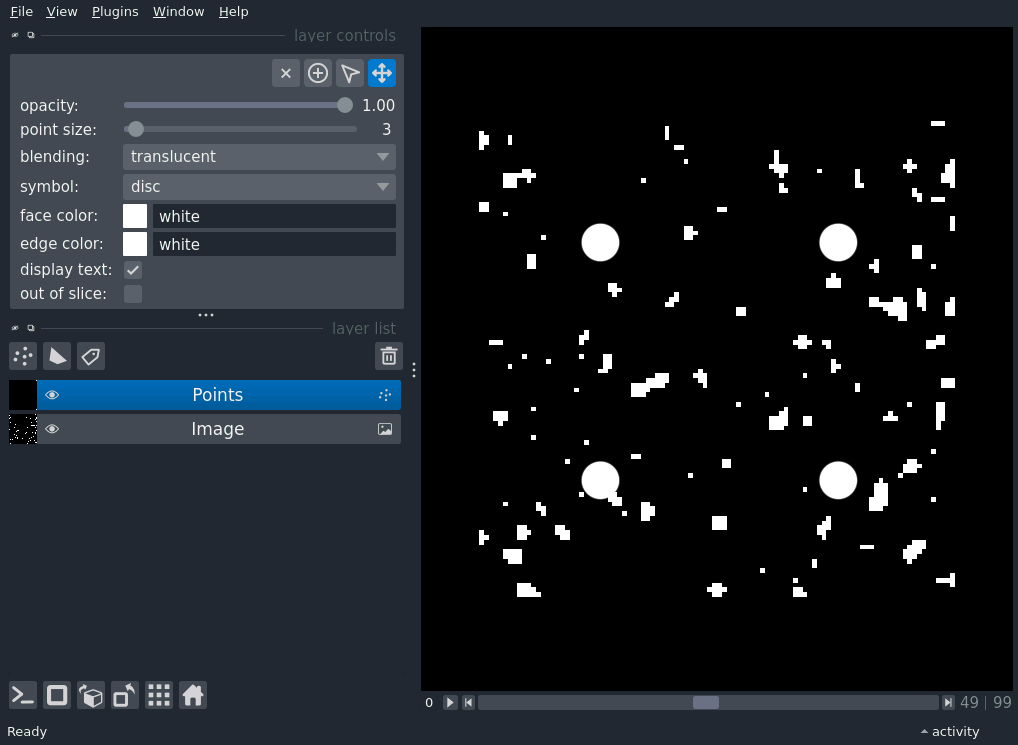 File View Plugins Window Help
layer controls
opacity: 1.00
point size: 3
blending: translucent
symbol: disc
face color: white
edge color: white
display text:
out of slice:
layer list
Points
Image
0 49 | 99
Ready activity